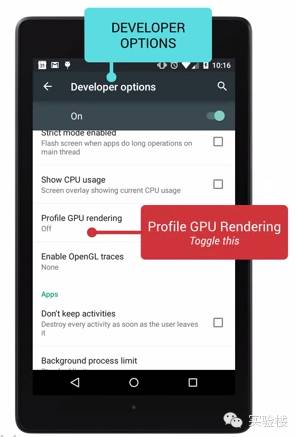 DEVELOPER
OPTIONS
31
10:16
Developer options
On
Strict mode enabled
Flash screen when apps do long operations on
main thread
Show CPU usage
Screen overlay showing current CPU usage
Profile GPU rendering
Off
Profile GPU Rendering
Toggle this
Enable OpenGL traces
None
Apps
Don't keep activities
Destroy every activity as soon as the user leaves
it
Background process limit
实验楼